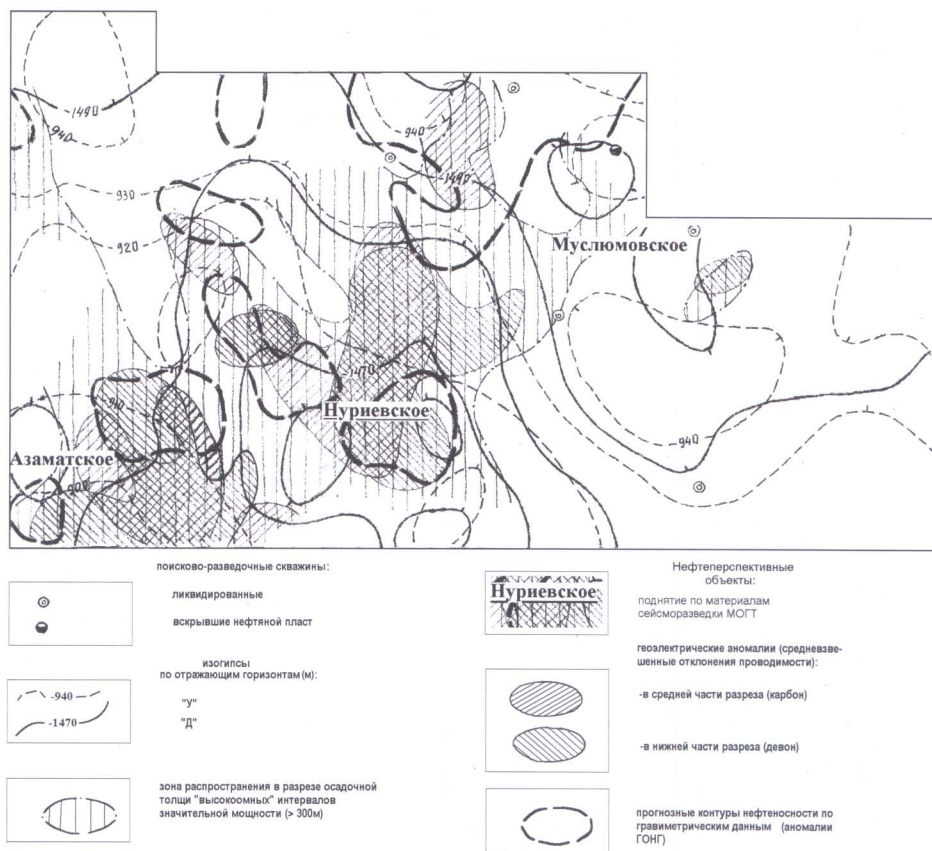 -1490
-940
940
-1490
930
920
Муслюмовское
-1470
Нуриевское
910
Азаматское
900
940
поисково-разведочные скважины:
ликвидированные
вскрывшие нефтяной пласт
изогипсы
по отражающим горизонтам (м):
-940
"У"
-1470
"Д"
зона распространения в разрезе осадочной
толщи "высокоомных" интервалов
значительной мощности (> 300м)
Нефтеперспективные
объекты:
Нуриевское
поднятие по материалам
сейсморазведки МОГТ
геоэлектрические аномалии (средневзве-
шенные отклонения проводимости):
-в средней части разреза (карбон)
-в нижней части разреза (девон)
прогнозные контуры нефтеносности по
гравиметрическим данным (аномалии
ГОНГ)